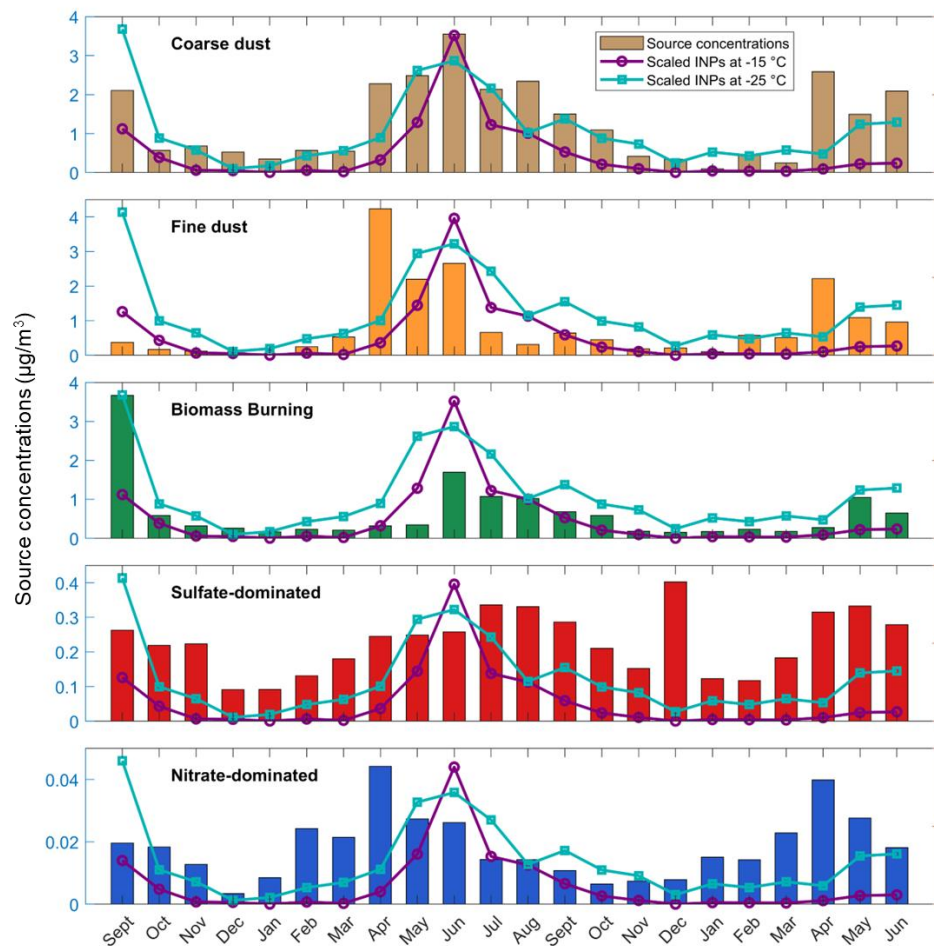 Coarse dust
Source concentrations
Scaled INPs at -15 °C
Scaled INPs at -25 °C
4
3
2
1
0
Fine dust
4
3
2
1
0
Biomass Burning
4
3
2
1
0
Sulfate-dominated
0.4
0.3
0.2
0.1
0
Nitrate-dominated
0.04
0.02
0
Source concentrations (µg/m³)
Sept Oct Nov Dec Jan Feb Mar Apr May Jun Jul Aug Sept Oct Nov Dec Jan Feb Mar Apr May Jun